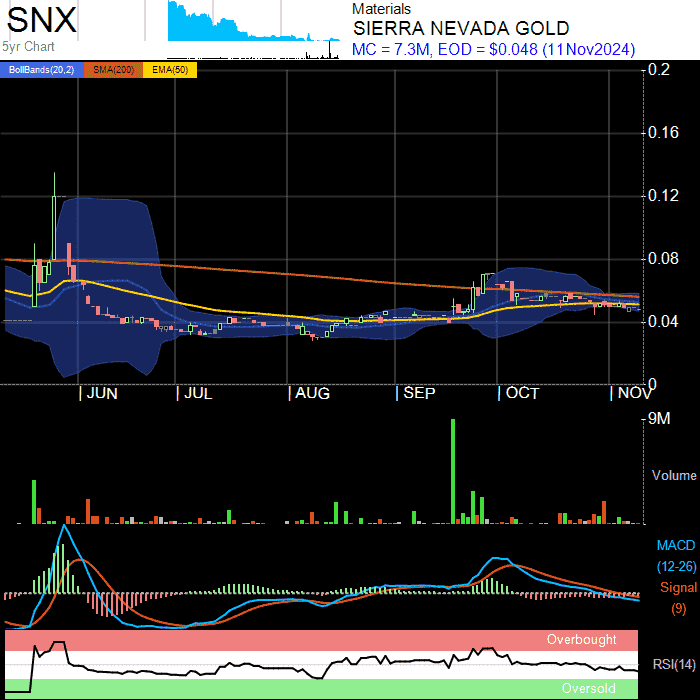 SNX
5yr Chart
Materials
SIERRA NEVADA GOLD
MC = 7.3M, EOD = $0.048 (11Nov2024)
BollBands(20,2) SMA(200) EMA(50)
0.2
0.16
0.12
0.08
0.04
0
JUN JUL AUG SEP OCT NOV
9M
Volume
MACD
(12-26)
Signal
(9)
Overbought
RSI(14)
Oversold